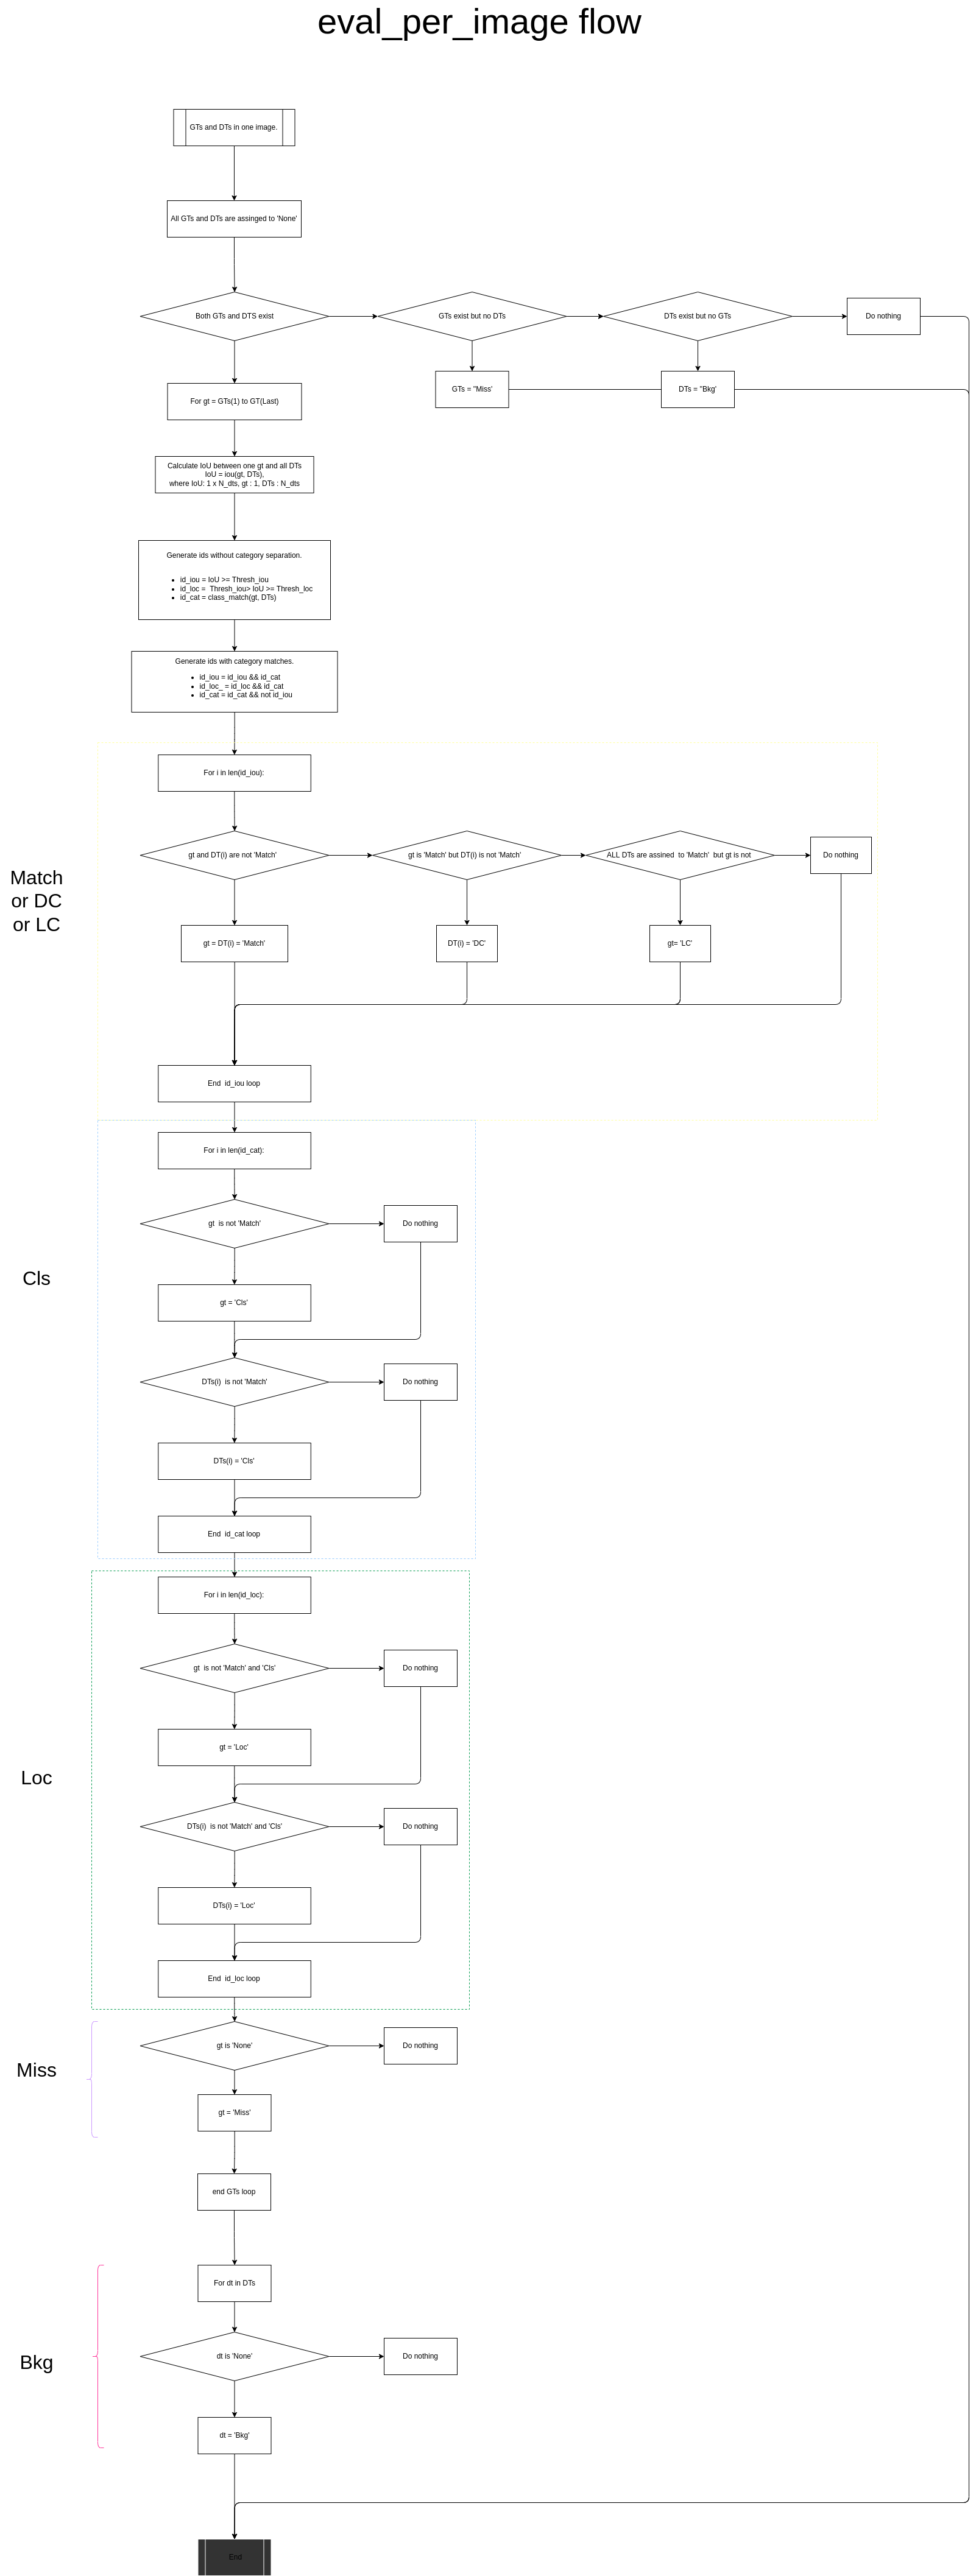 eval_per_image flow
GTs and DTs in one image.
All GTs and DTs are assinged to 'None'
Both GTs and DTS exist
GTs exist but no DTs
DTs exist but no GTs
Do nothing
GTs = "Miss'
DTs = "Bkg'
For gt = GTs(1) to GT(Last)
Calculate IoU between one gt and all DTs
IoU = iou(gt, DTs),
where IoU: 1 x N_dts, gt : 1, DTs : N_dts
Generate ids without category separation.
• id_iou = IoU >= Thresh_iou
• id_loc = Thresh_iou> IoU >= Thresh_loc
• id_cat = class_match(gt, DTs)
Generate ids with category matches.
• id_iou = id_iou && id_cat
• id_loc_ = id_loc && id_cat
• id_cat = id_cat && not id_iou
Match
or DC
or LC
For i in len(id_iou):
gt and DT(i) are not 'Match'
gt is 'Match' but DT(i) is not 'Match'
ALL DTs are assined to 'Match' but gt is not
Do nothing
gt = DT(i) = 'Match'
DT(i) = 'DC'
gt= 'LC'
End id_iou loop
Cls
For i in len(id_cat):
gt is not 'Match'
Do nothing
gt = 'Cls'
DTs(i) is not 'Match'
Do nothing
DTs(i) = 'Cls'
End id_cat loop
Loc
For i in len(id_loc):
gt is not 'Match' and 'Cls'
Do nothing
gt = 'Loc'
DTs(i) is not 'Match' and 'Cls'
Do nothing
DTs(i) = 'Loc'
End id_loc loop
Miss
gt is 'None'
Do nothing
gt = 'Miss'
end GTs loop
Bkg
For dt in DTs
dt is 'None'
Do nothing
dt = 'Bkg'
End